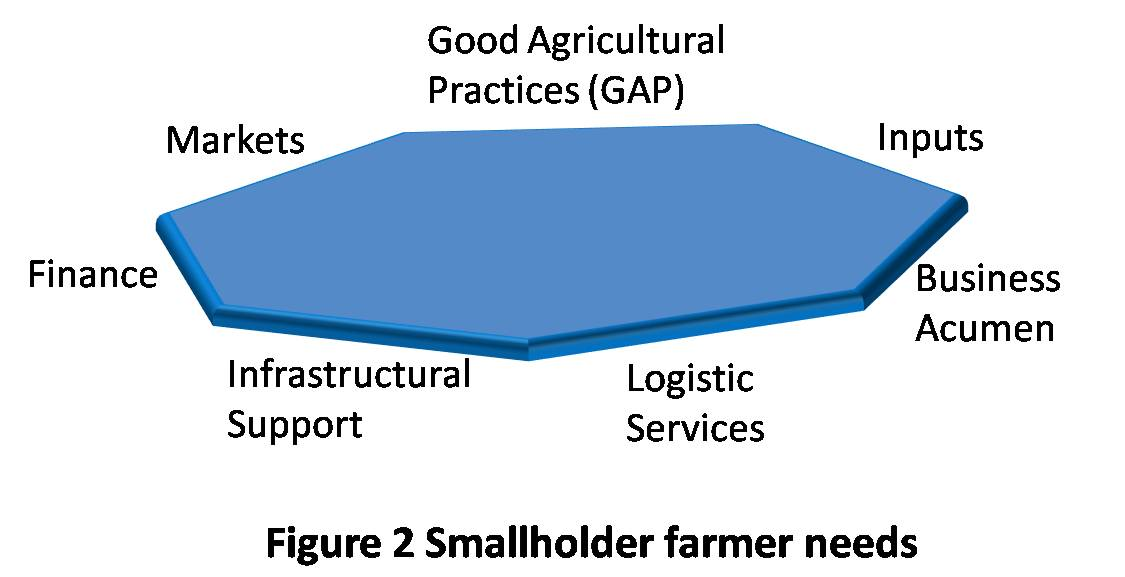 Good Agricultural
Practices (GAP)
Markets
Inputs
Finance
Business
Acumen
Infrastructural
Support
Logistic
Services
Figure 2 Smallholder farmer needs